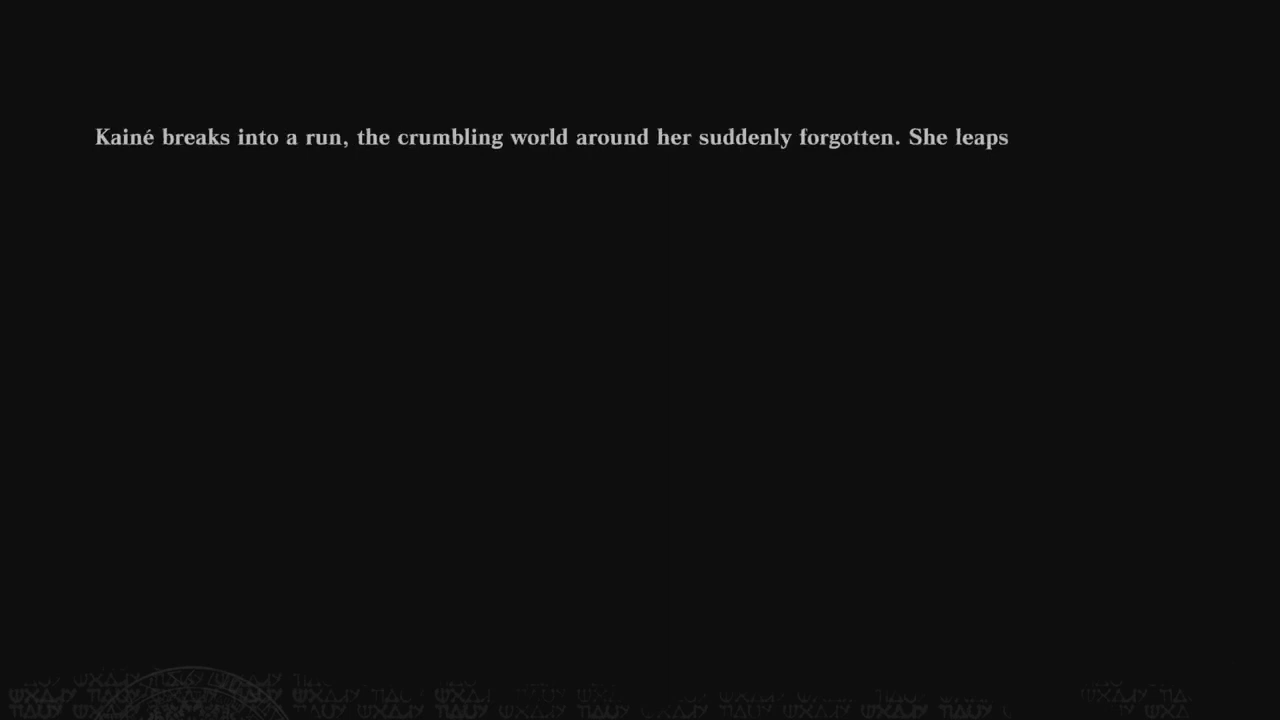 Kainé breaks into a run, the crumbling world around her suddenly forgotten. She leaps